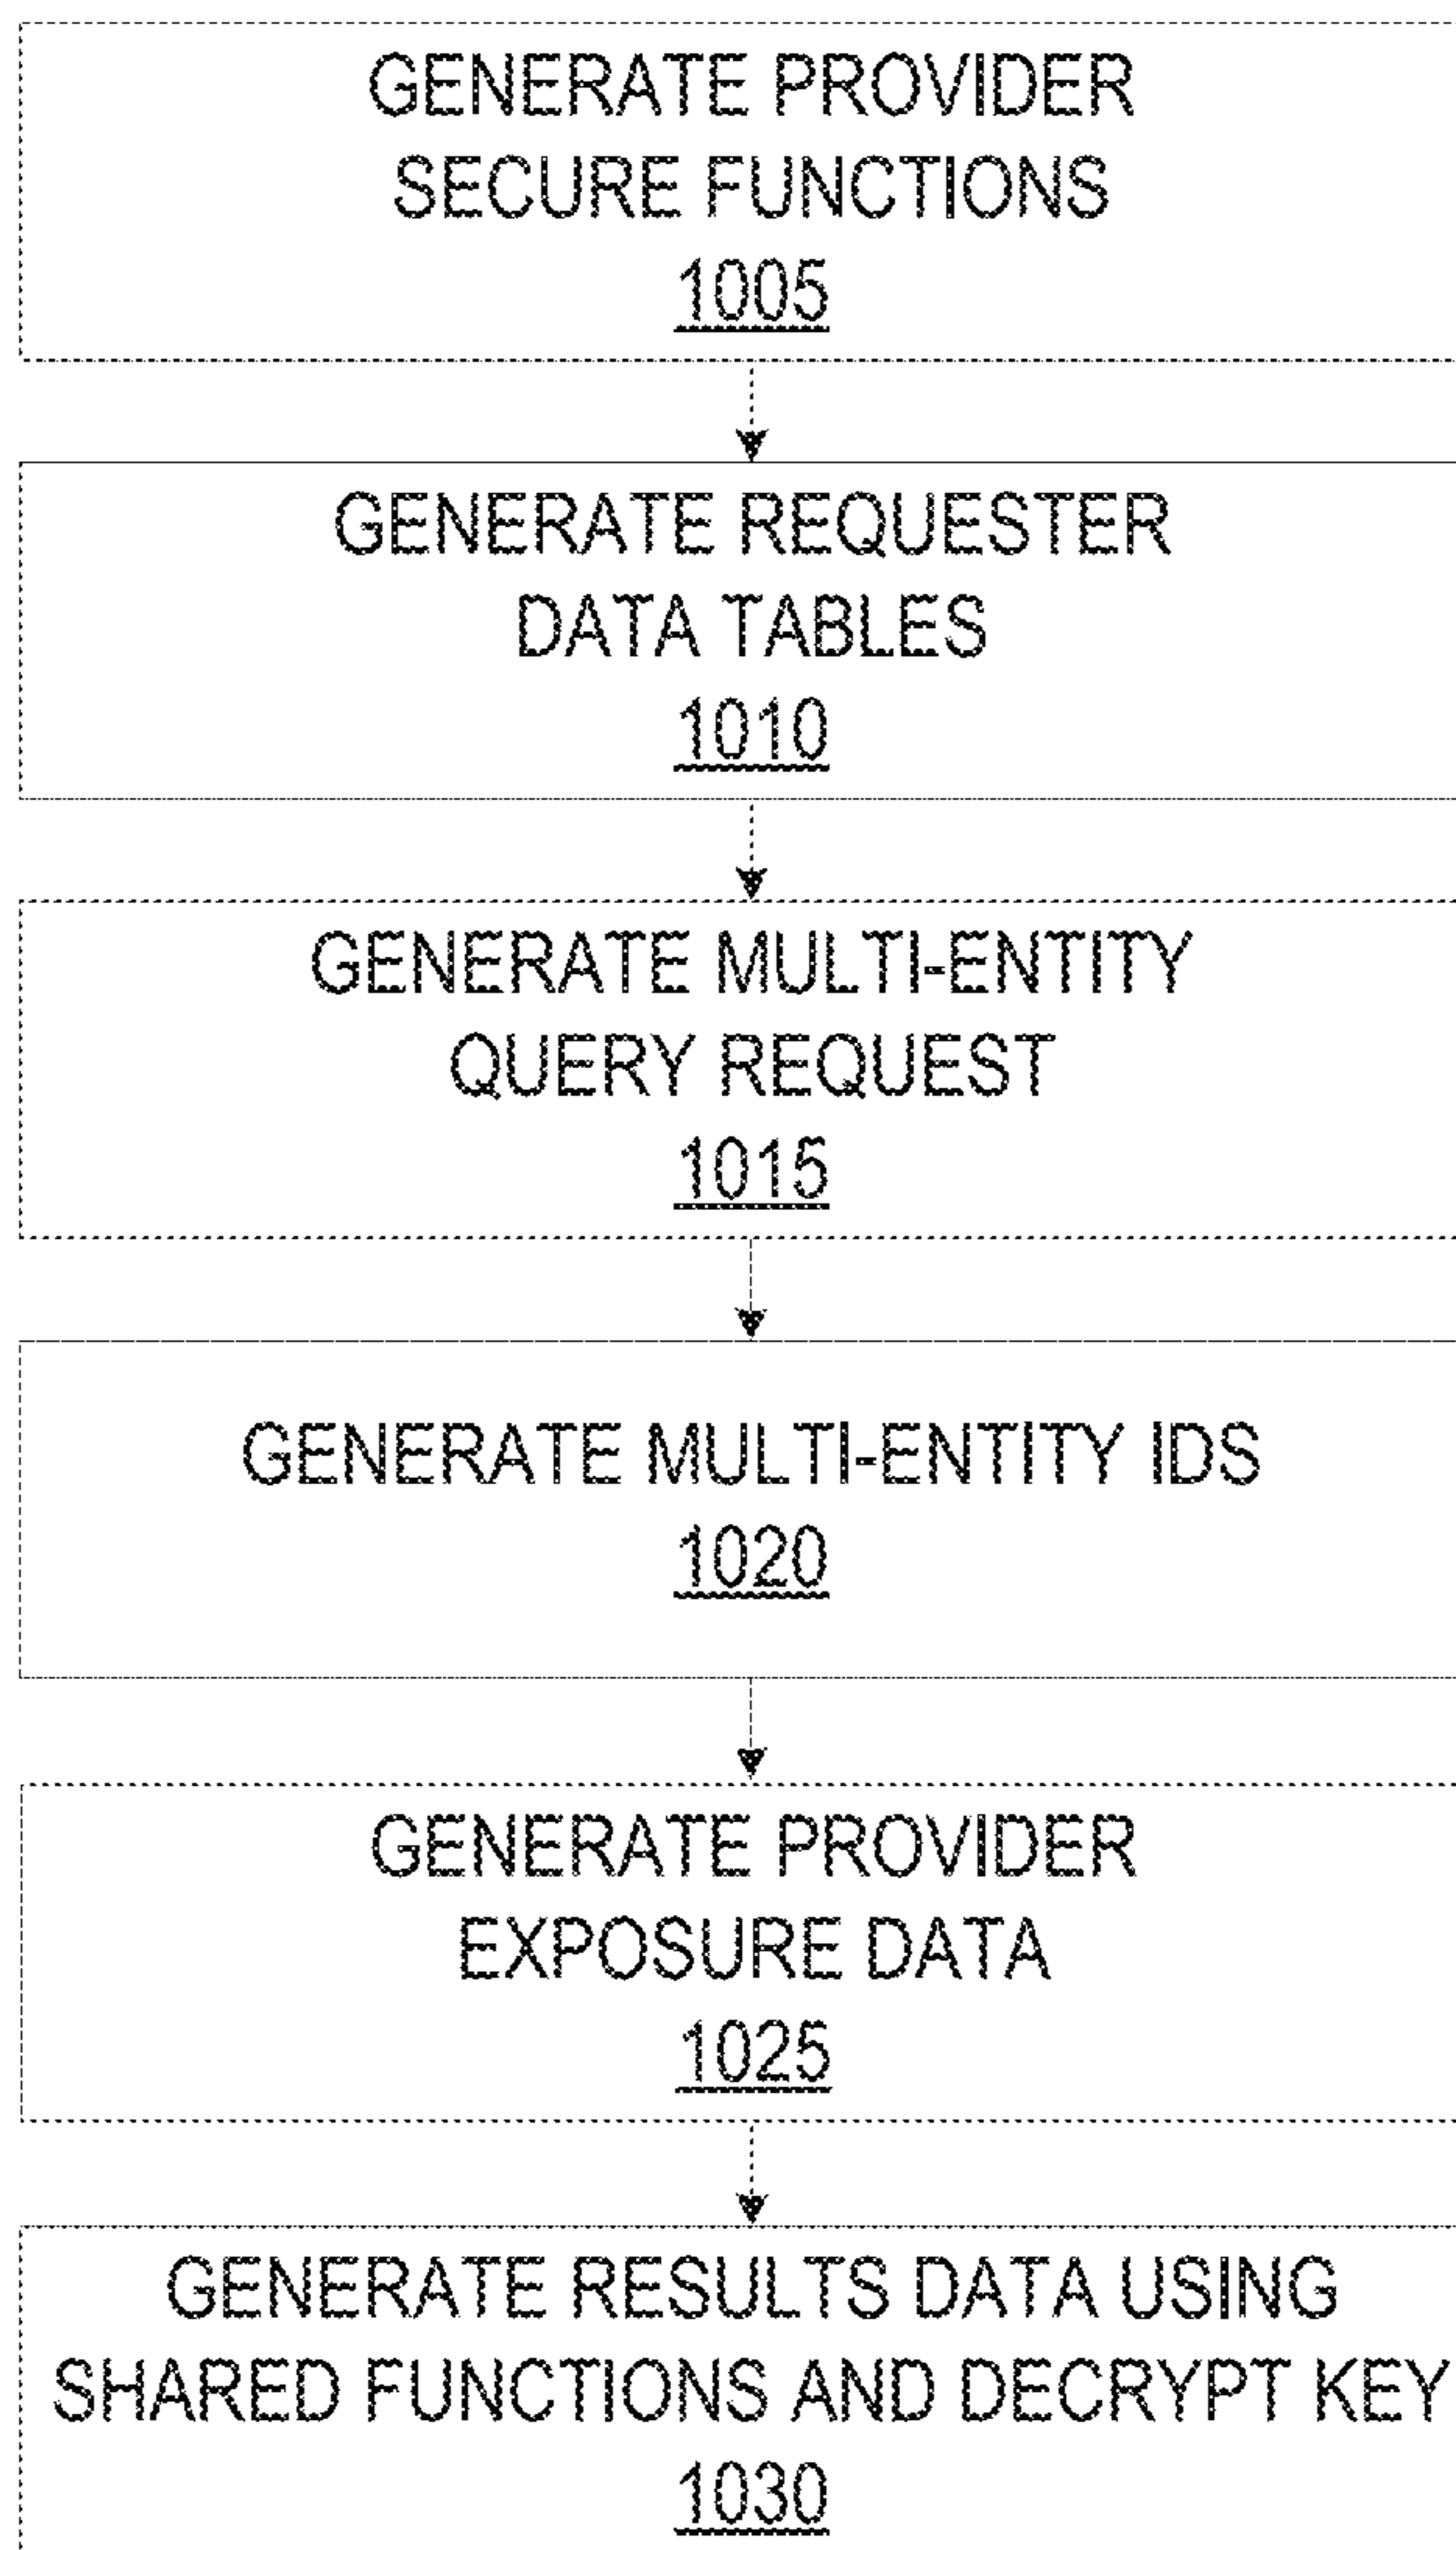 GENERATE PROVIDER
SECURE FUNCTIONS
1005
GENERATE REQUESTER
DATA TABLES
1010
GENERATE MULTI-ENTITY
QUERY REQUEST
1015
GENERATE MULTI-ENTITY IDS
1020
GENERATE PROVIDER
EXPOSURE DATA
1025
GENERATE RESULTS DATA USING
SHARED FUNCTIONS AND DECRYPT KEY
1030